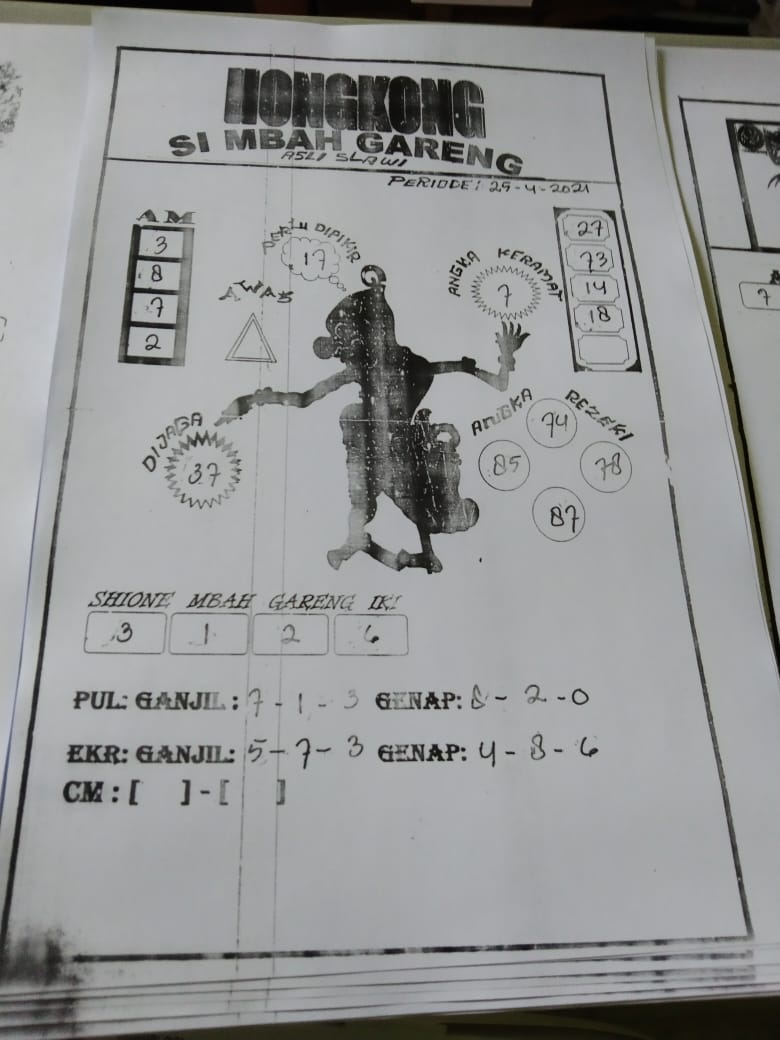 HONGKONG
SI MBAH GARENG
ASLI SLAWI
PERIODE: 29-4-2021
AM
3
8
7
2
PERLU DIPIKIR
17
AWAS
ANGKA KERAMAT
7
27
73
14
18
DIJAGA
37
ANGKA REZEKI
74
85
78
87
SHIONE MBAH GARENG IKI
3 1 2 6
PUL: GANJIL: 7 - 1 - 3 GENAP: 8 - 2 - 0
EKR: GANJIL: 5 - 7 - 3 GENAP: 4 - 8 - 6
CM : [ ] - [ ]
7